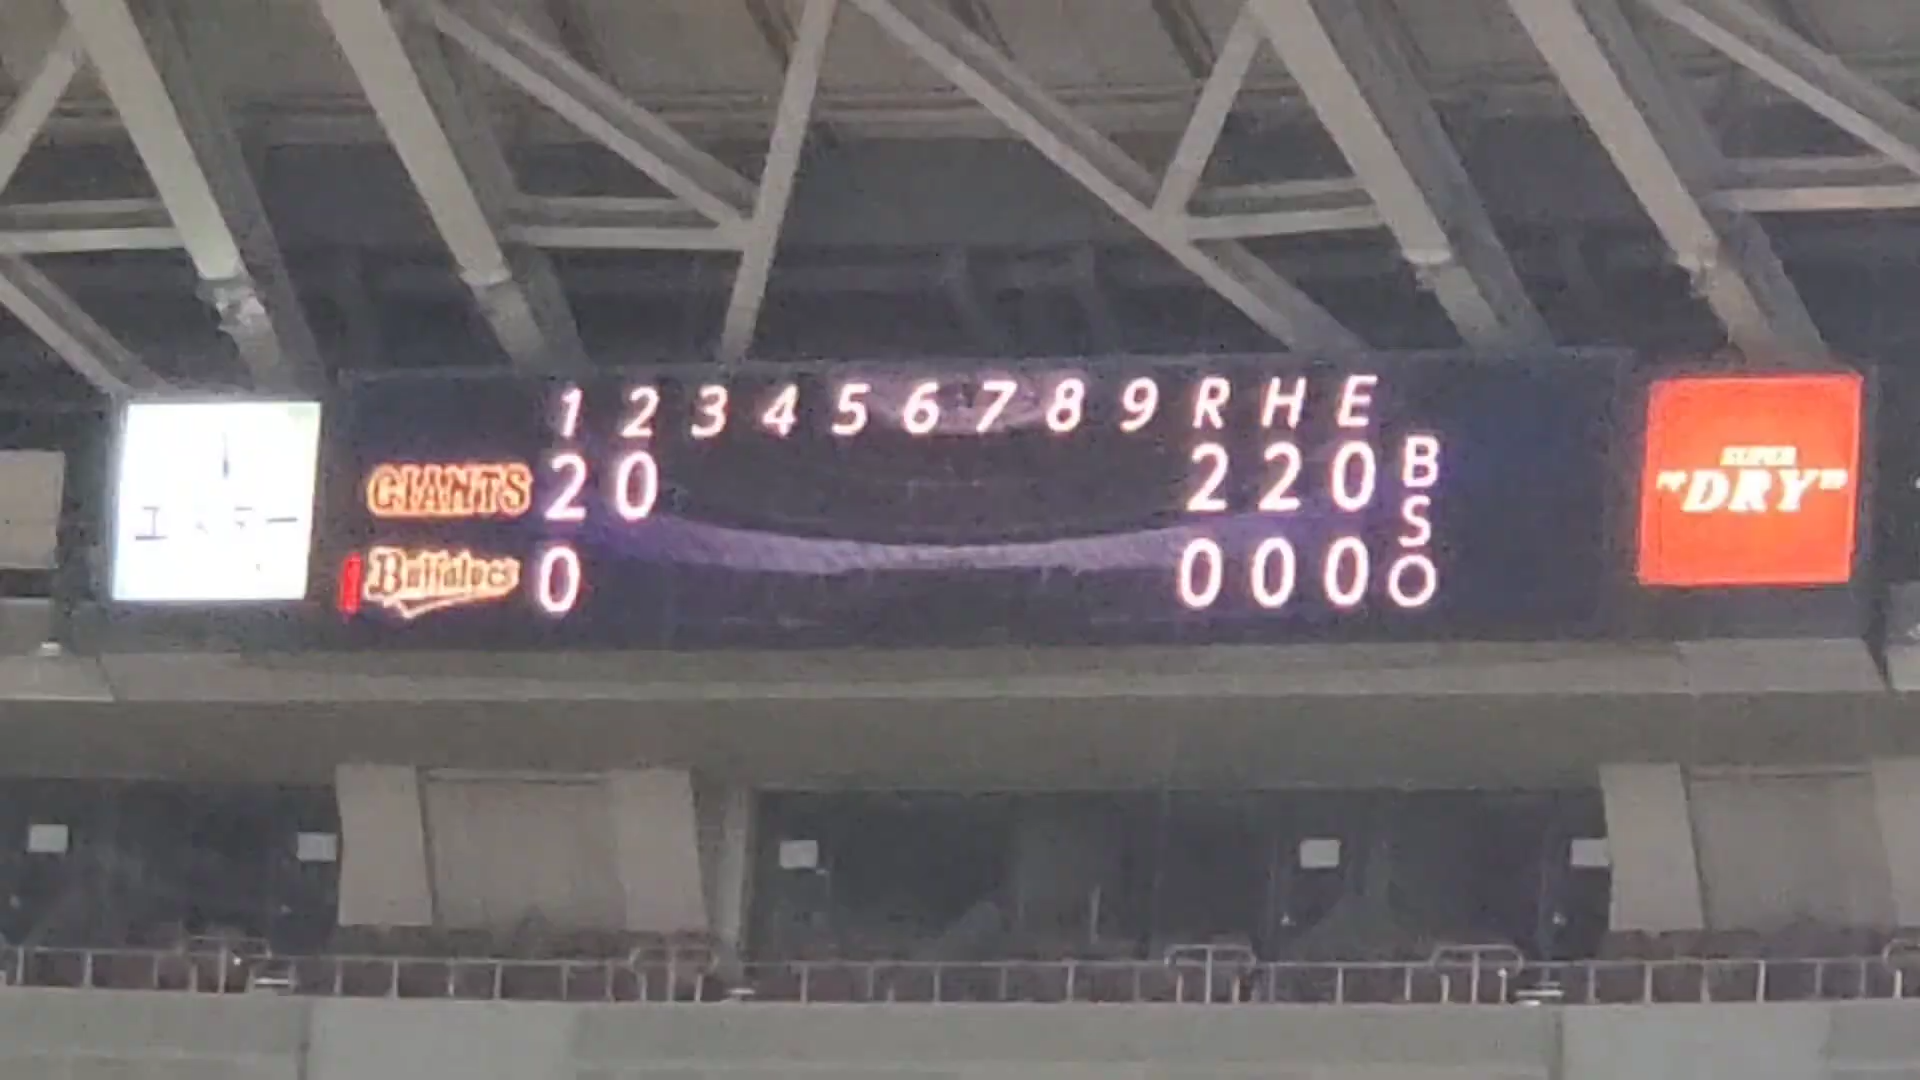 1 2 3 4 5 6 7 8 9 R H E
GIANTS 2 0 2 2 0 B
S
Buffaloes 0 0 0 0 O
SUPER
"DRY"